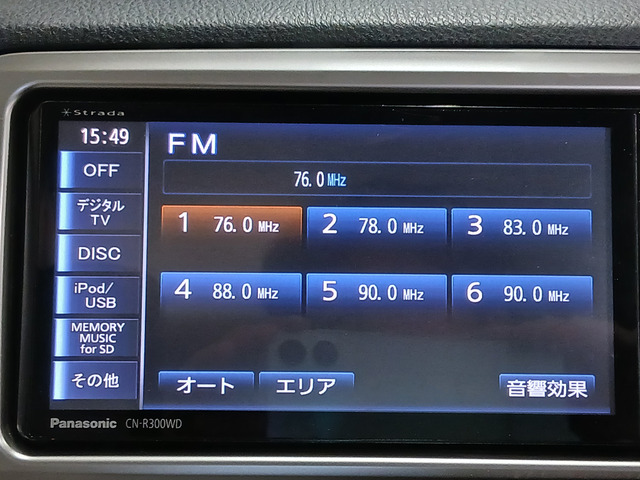 Strada
15:49
OFF
デジタル
TV
DISC
iPod/
USB
MEMORY
MUSIC
for SD
その他
FM
76.0 MHz
1 76.0 MHz
2 78.0 MHz
3 83.0 MHz
4 88.0 MHz
5 90.0 MHz
6 90.0 MHz
オート
エリア
音響効果
Panasonic CN-R300WD